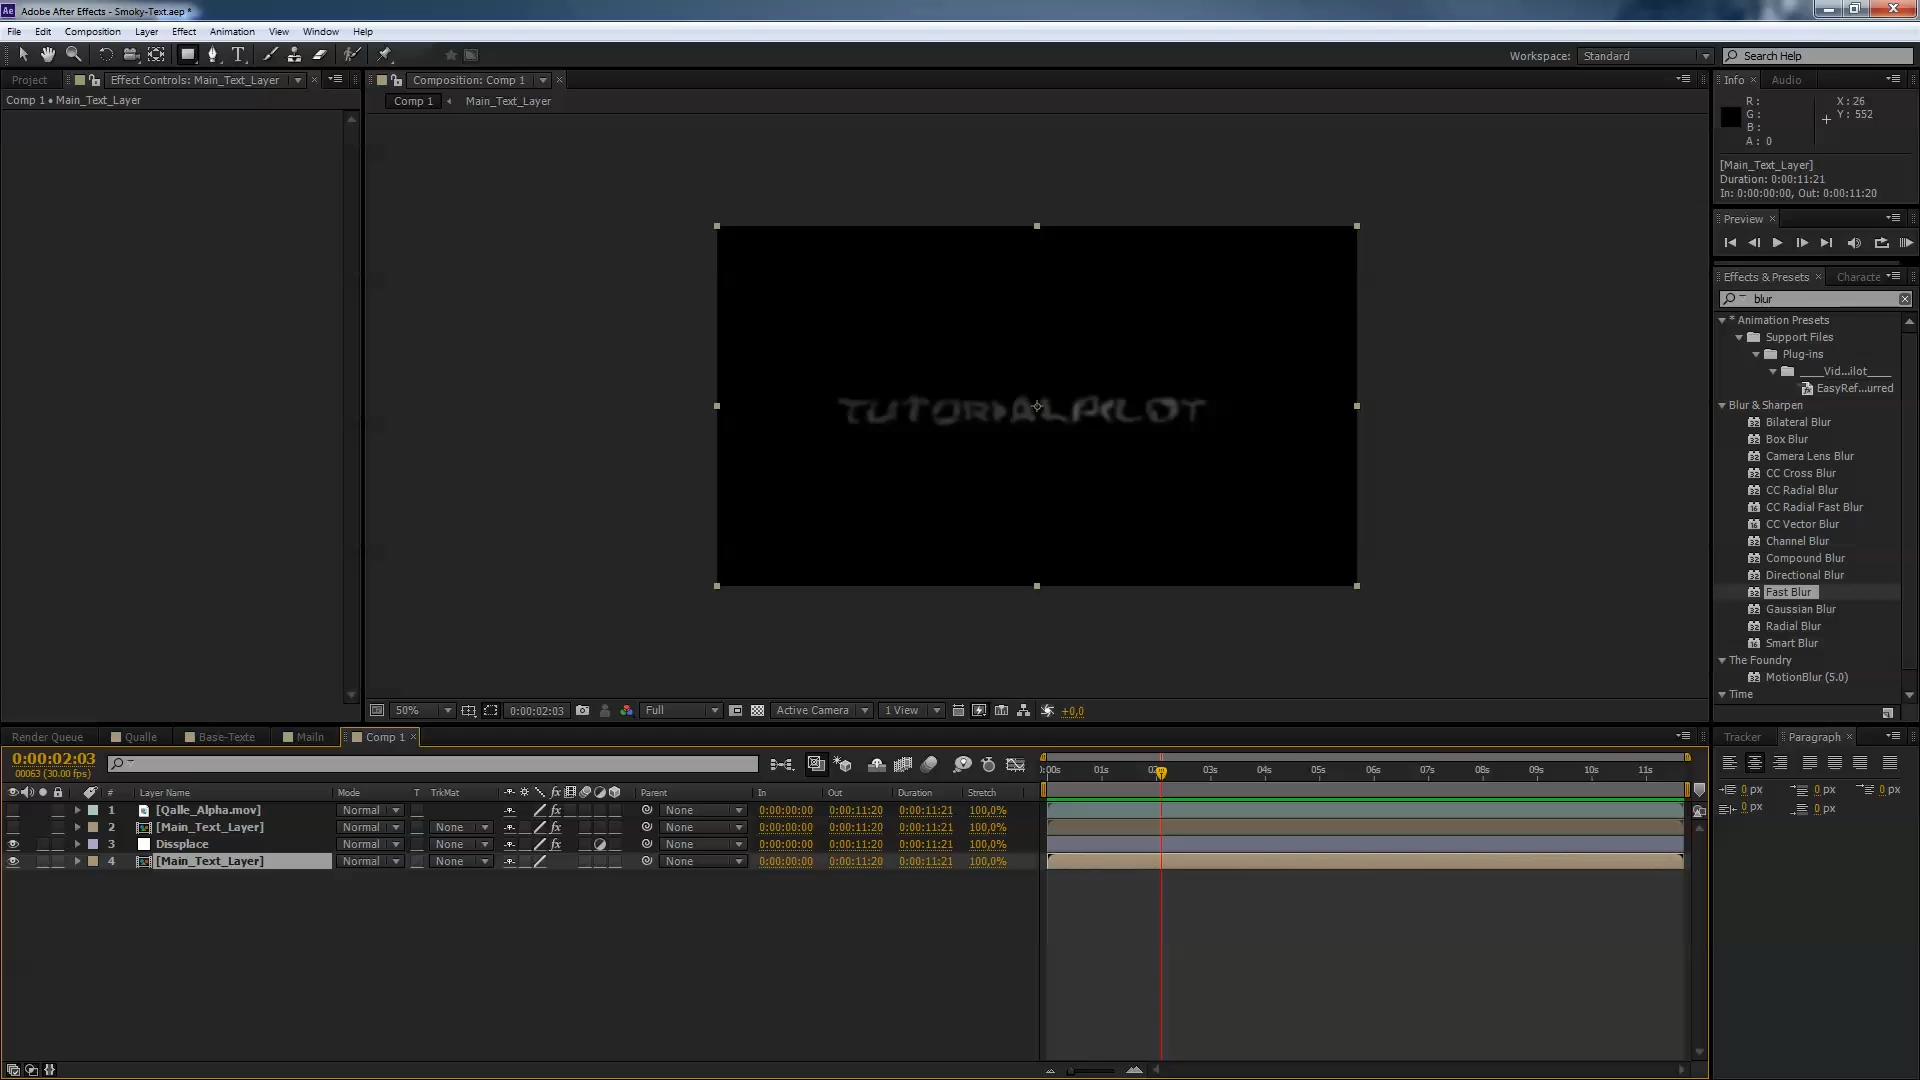 Adobe After Effects - Smoky-Text.aep *
File Edit Composition Layer Effect Animation View Window Help
Workspace: Standard Search Help
Project Effect Controls: Main_Text_Layer Composition: Comp 1 Info Audio
Comp 1 • Main_Text_Layer
Comp 1 Main_Text_Layer
R : X : 26
G : Y : 552
B :
A : 0
[Main_Text_Layer]
Duration: 0:00:11:21
In: 0:00:00:00, Out: 0:00:11:20
Preview
Effects & Presets Characte
blur
* Animation Presets
Support Files
Plug-ins
____Vid...ilot____
EasyRef...urred
Blur & Sharpen
Bilateral Blur
Box Blur
Camera Lens Blur
CC Cross Blur
CC Radial Blur
CC Radial Fast Blur
CC Vector Blur
Channel Blur
Compound Blur
Directional Blur
Fast Blur
Gaussian Blur
Radial Blur
Smart Blur
The Foundry
MotionBlur (5.0)
Time
TUTORIALPILOT
50% 0:00:02:03 Full Active Camera 1 View +0,0
Render Queue Qualle Base-Texte MaiIn Comp 1 Tracker Paragraph
0:00:02:03
00063 (30.00 fps)
01s 03s 04s 05s 06s 07s 08s 09s 10s 11s
# Layer Name Mode T TrkMat Parent In Out Duration Stretch
0 px 0 px 0 px
0 px 0 px
1 [Qalle_Alpha.mov] Normal None 0:00:00:00 0:00:11:20 0:00:11:21 100,0%
2 [Main_Text_Layer] Normal None None 0:00:00:00 0:00:11:20 0:00:11:21 100,0%
3 Dissplace Normal None None 0:00:00:00 0:00:11:20 0:00:11:21 100,0%
4 [Main_Text_Layer] Normal None None 0:00:00:00 0:00:11:20 0:00:11:21 100,0%